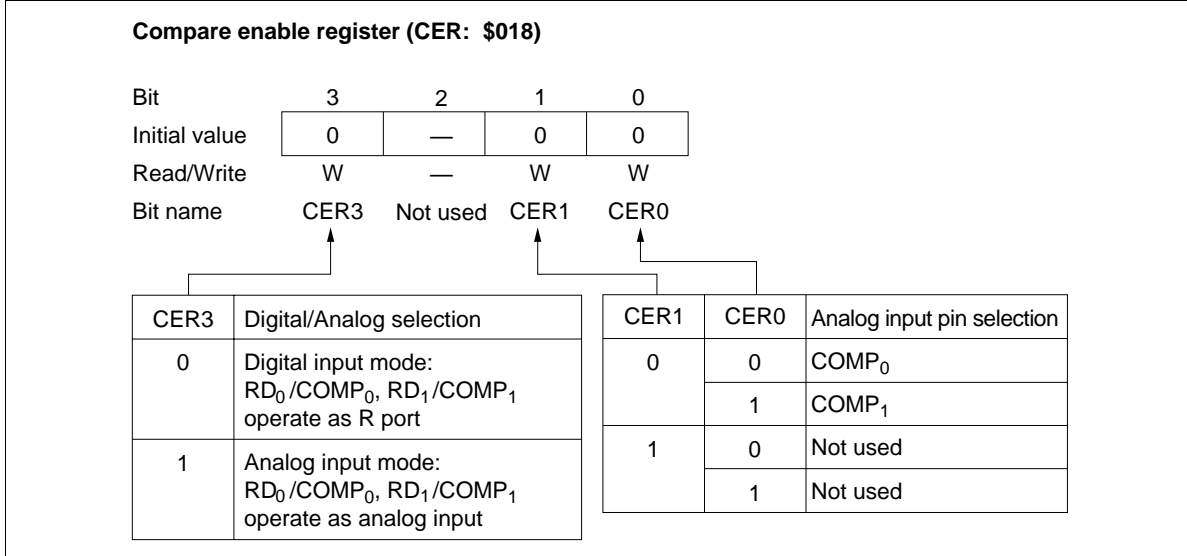 Compare enable register (CER: $018)
Bit 3 2 1 0
Initial value 0 — 0 0
Read/Write W — W W
Bit name CER3 Not used CER1 CER0
CER3 Digital/Analog selection
0 Digital input mode:
RD₀/COMP₀, RD₁/COMP₁
operate as R port
1 Analog input mode:
RD₀/COMP₀, RD₁/COMP₁
operate as analog input
CER1 CER0 Analog input pin selection
0 0 COMP₀
1 COMP₁
1 0 Not used
1 Not used